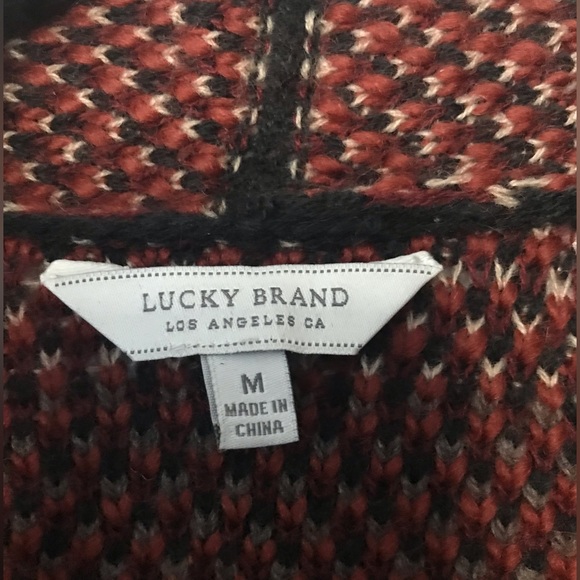 LUCKY BRAND
LOS ANGELES CA
M
MADE IN
CHINA